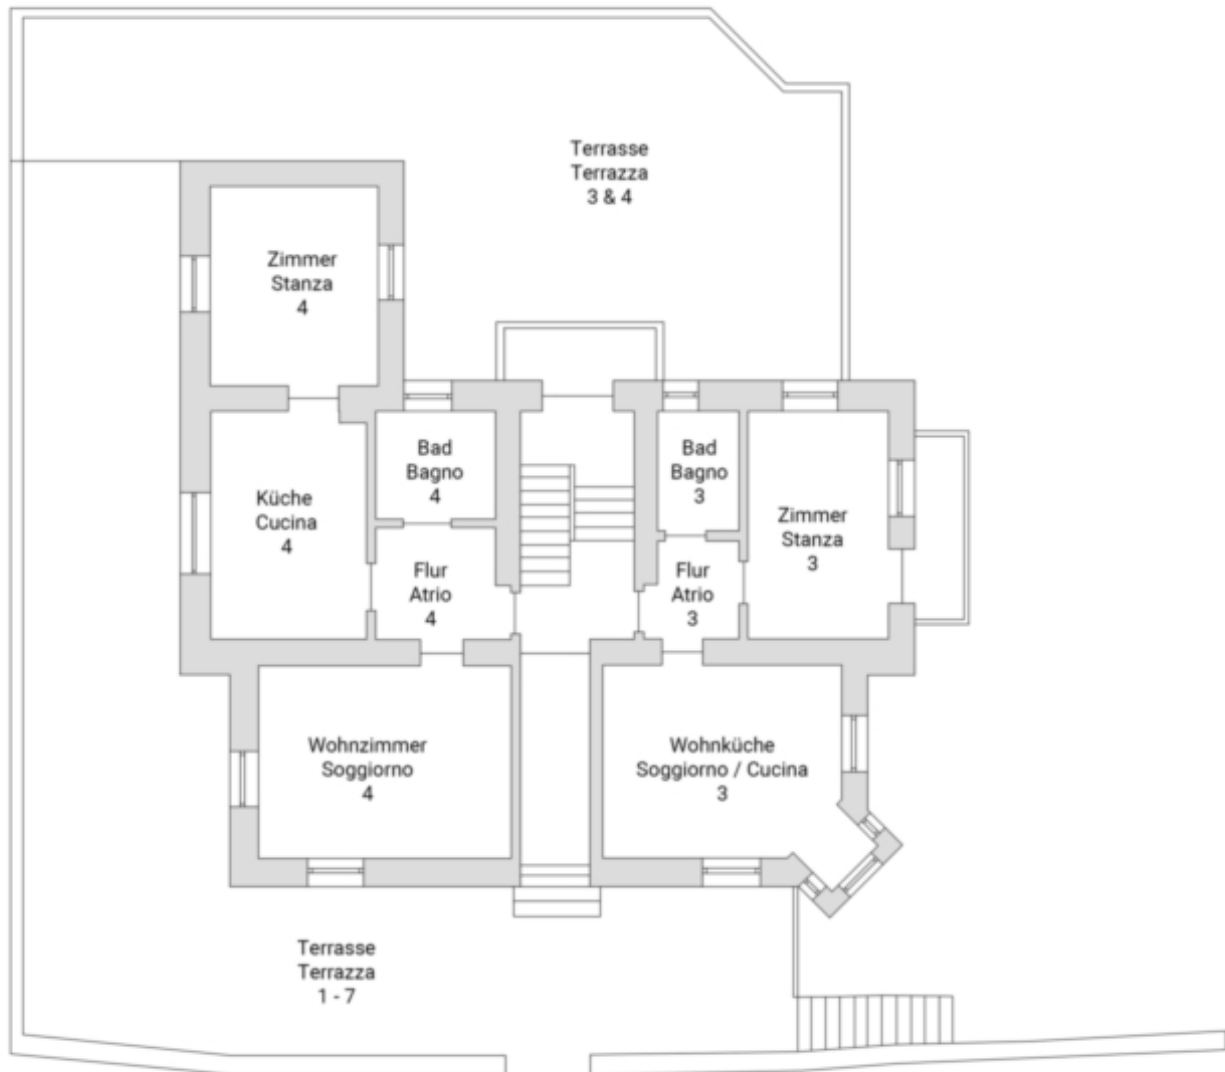 Terrasse
Terrazza
3 & 4
Zimmer
Stanza
4
Bad
Bagno
4
Bad
Bagno
3
Küche
Cucina
4
Zimmer
Stanza
3
Flur
Atrio
4
Flur
Atrio
3
Wohnzimmer
Soggiorno
4
Wohnküche
Soggiorno / Cucina
3
Terrasse
Terrazza
1 - 7